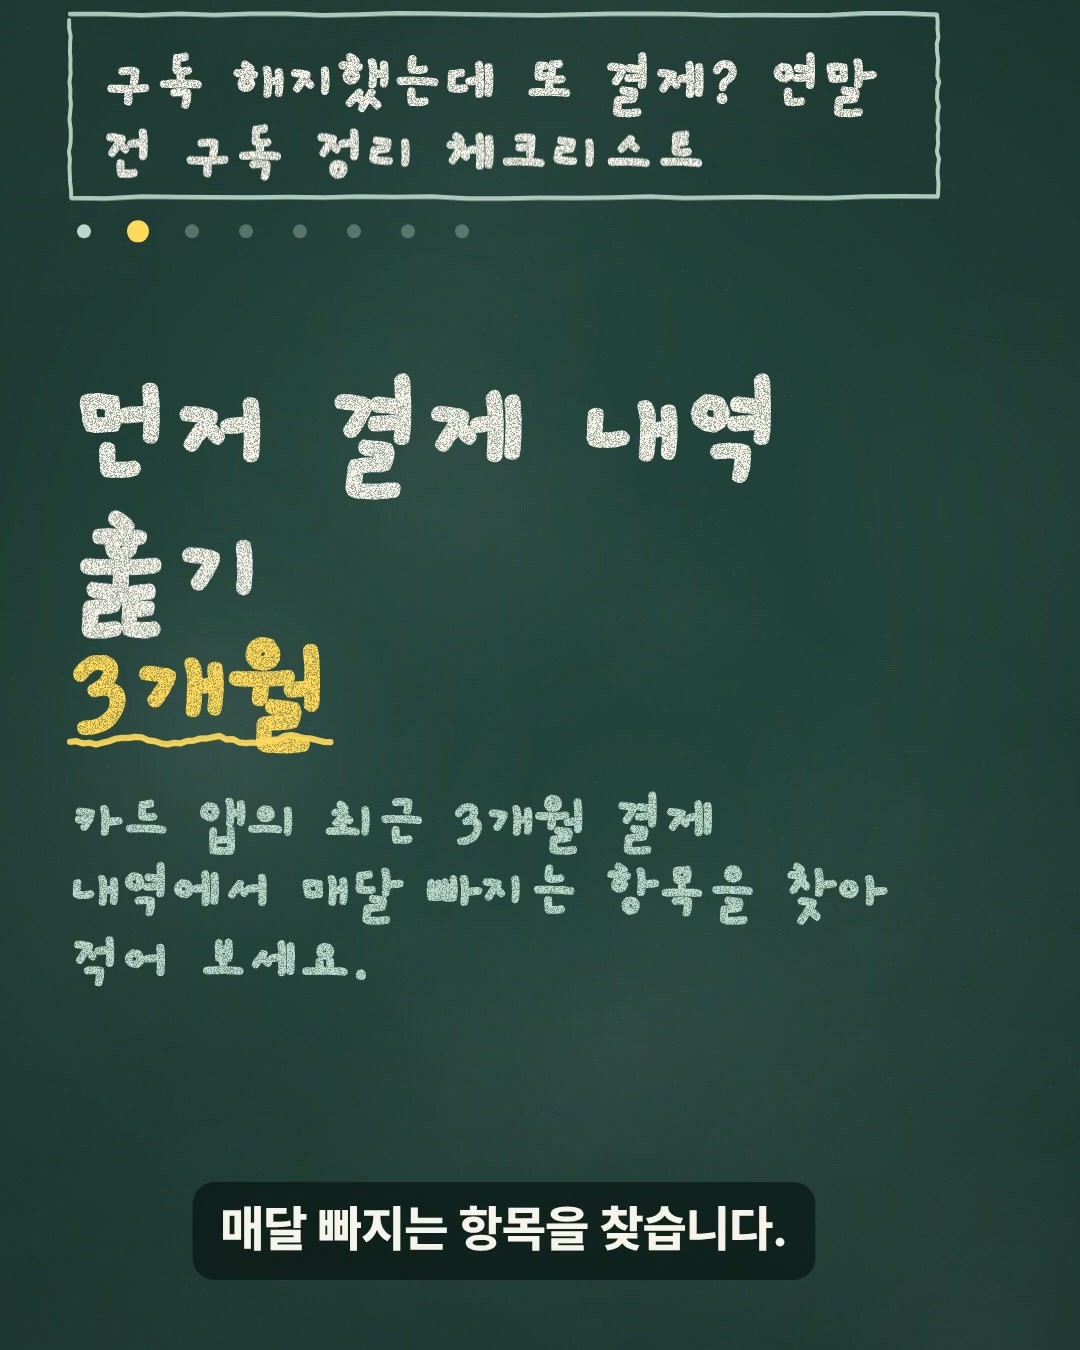 구독 해지했는데 또 결제? 연말
전 구독 정리 체크리스트
먼저 결제 내역
훑기
3개월
카드 앱의 최근 3개월 결제
내역에서 매달 빠지는 항목을 찾아
적어 보세요.
매달 빠지는 항목을 찾습니다.